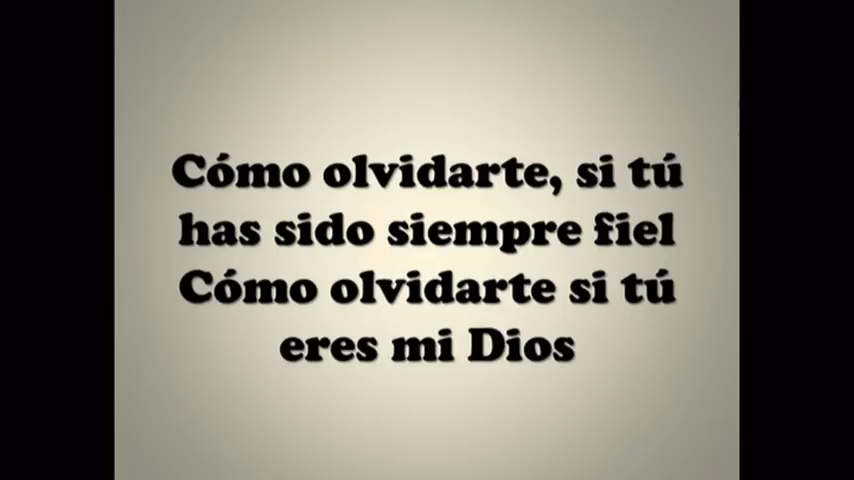 Cómo olvidarte, si tú
has sido siempre fiel
Cómo olvidarte si tú
eres mi Dios